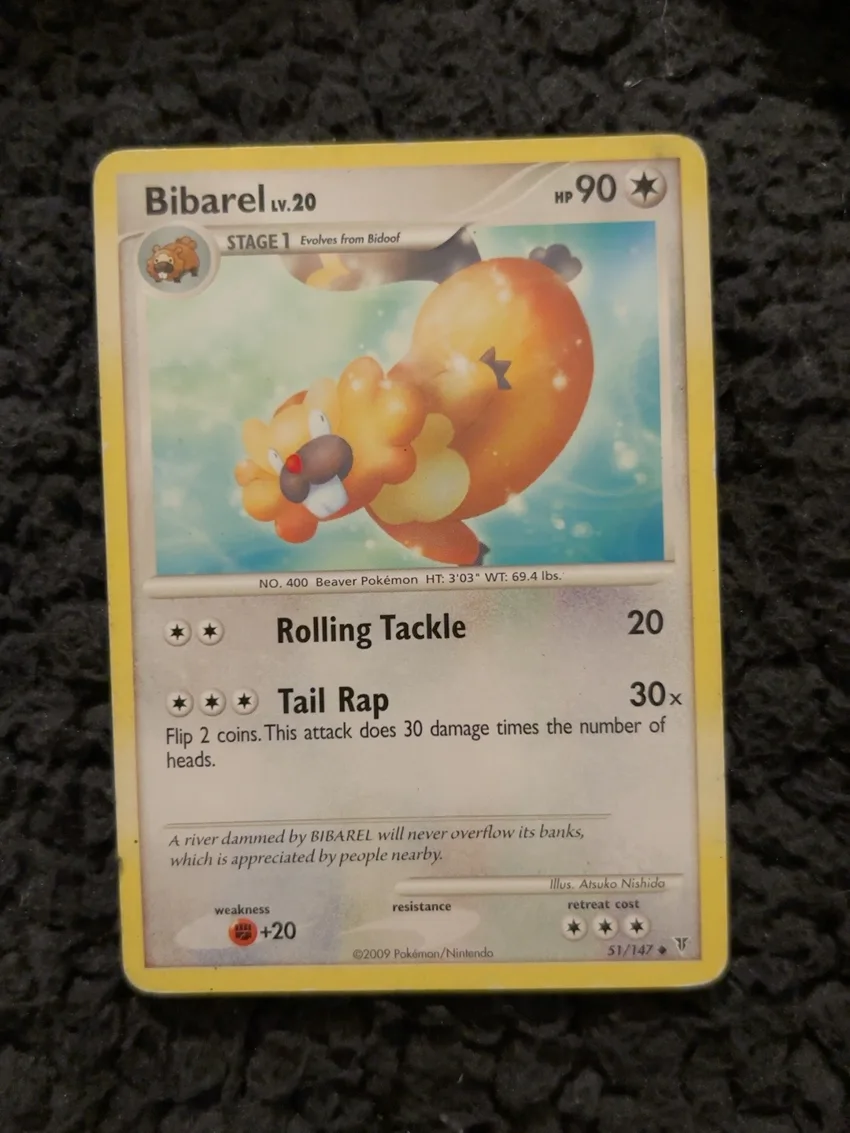 Bibarel LV.20 HP 90
STAGE 1 Evolves from Bidoof
NO. 400 Beaver Pokémon HT: 3'03" WT: 69.4 lbs.
Rolling Tackle 20
Tail Rap 30x
Flip 2 coins. This attack does 30 damage times the number of
heads.
A river dammed by BIBAREL will never overflow its banks,
which is appreciated by people nearby.
Illus. Atsuko Nishida
weakness resistance retreat cost
+20
©2009 Pokémon/Nintendo 51/147